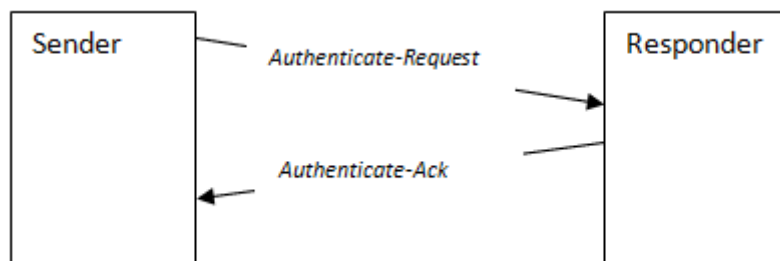 Sender
Responder
Authenticate-Request
Authenticate-Ack